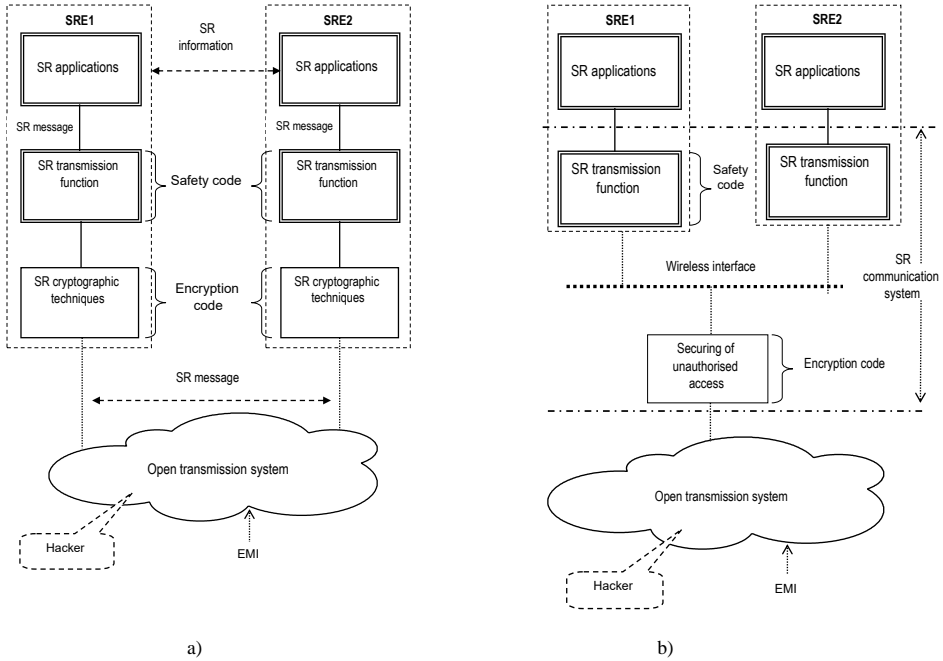 SRE1
SR
information
SRE2
SR applications
SR applications
SR message
SR message
SR transmission
function
Safety code
SR transmission
function
SR cryptographic
techniques
Encryption
code
SR cryptographic
techniques
SR message
Open transmission system
Hacker
EMI
a)
SRE1
SRE2
SR applications
SR applications
SR transmission
function
Safety
code
SR transmission
function
Wireless interface
SR
communication
system
Securing of
unauthorised
access
Encryption code
Open transmission system
Hacker
EMI
b)